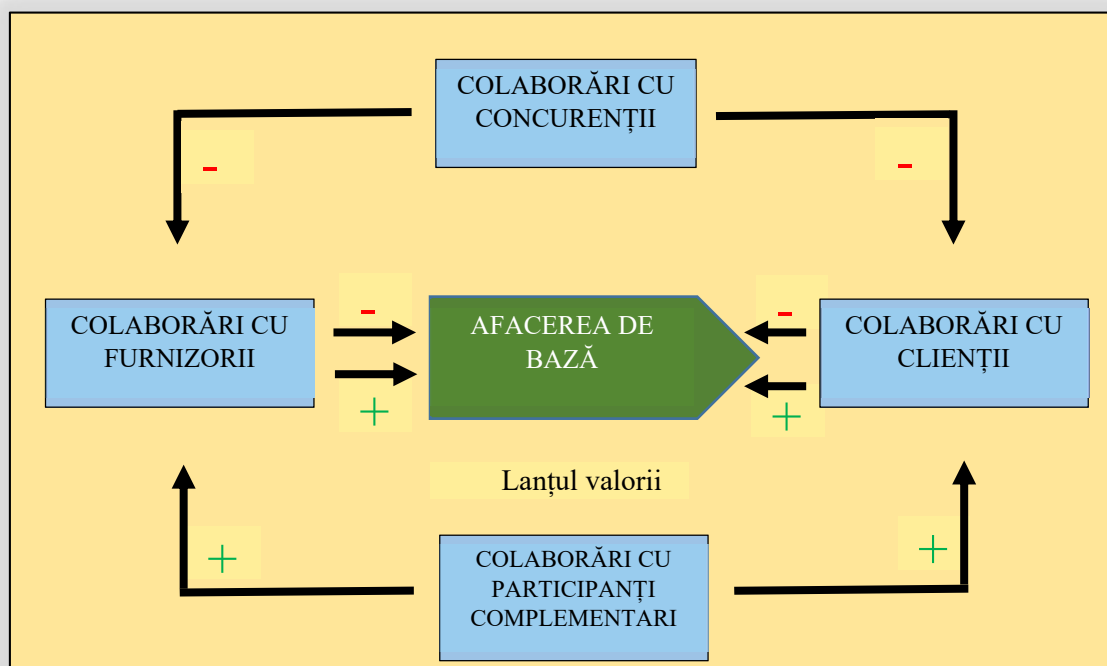 COLABORĂRI CU
CONCURENȚII
-
-
COLABORĂRI CU
FURNIZORII
-
+
AFACEREA DE
BAZĂ
-
+
COLABORĂRI CU
CLIENȚII
Lanțul valorii
+
+
COLABORĂRI CU
PARTICIPANȚI
COMPLEMENTARI